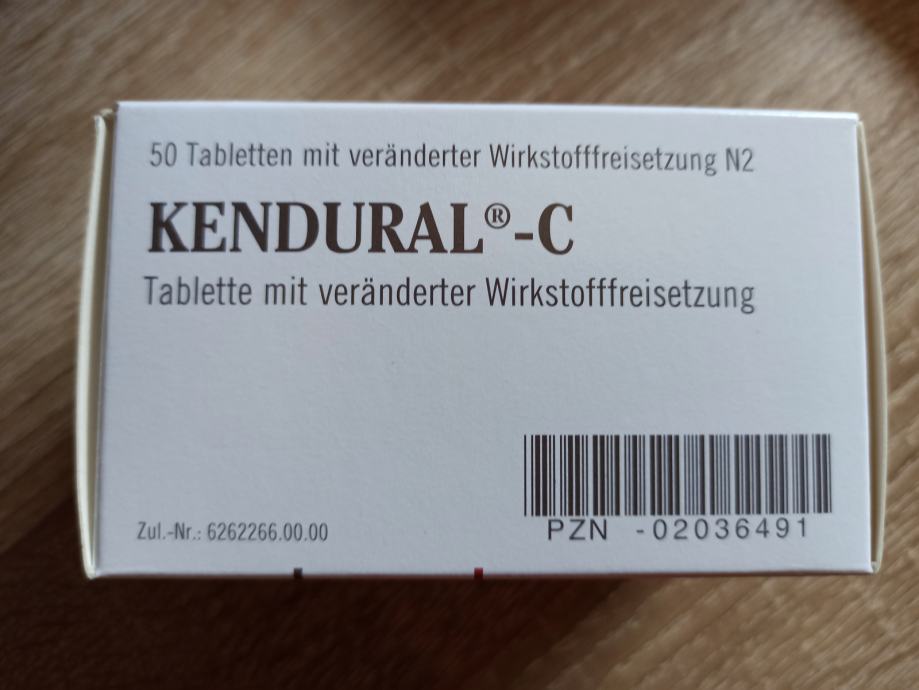 50 Tabletten mit veränderter Wirkstofffreisetzung N2
KENDURAL®-C
Tablette mit veränderter Wirkstofffreisetzung
Zul.-Nr.: 6262266.00.00
PZN -02036491